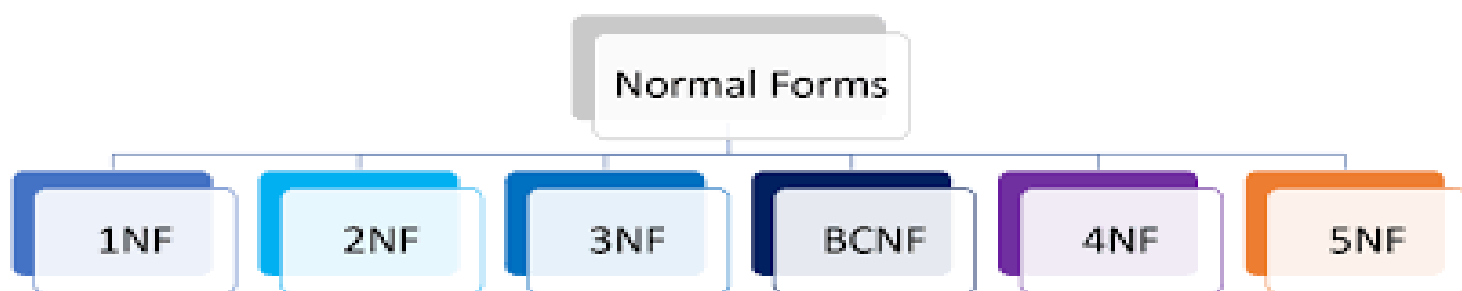 Normal Forms
1NF
2NF
3NF
BCNF
4NF
5NF